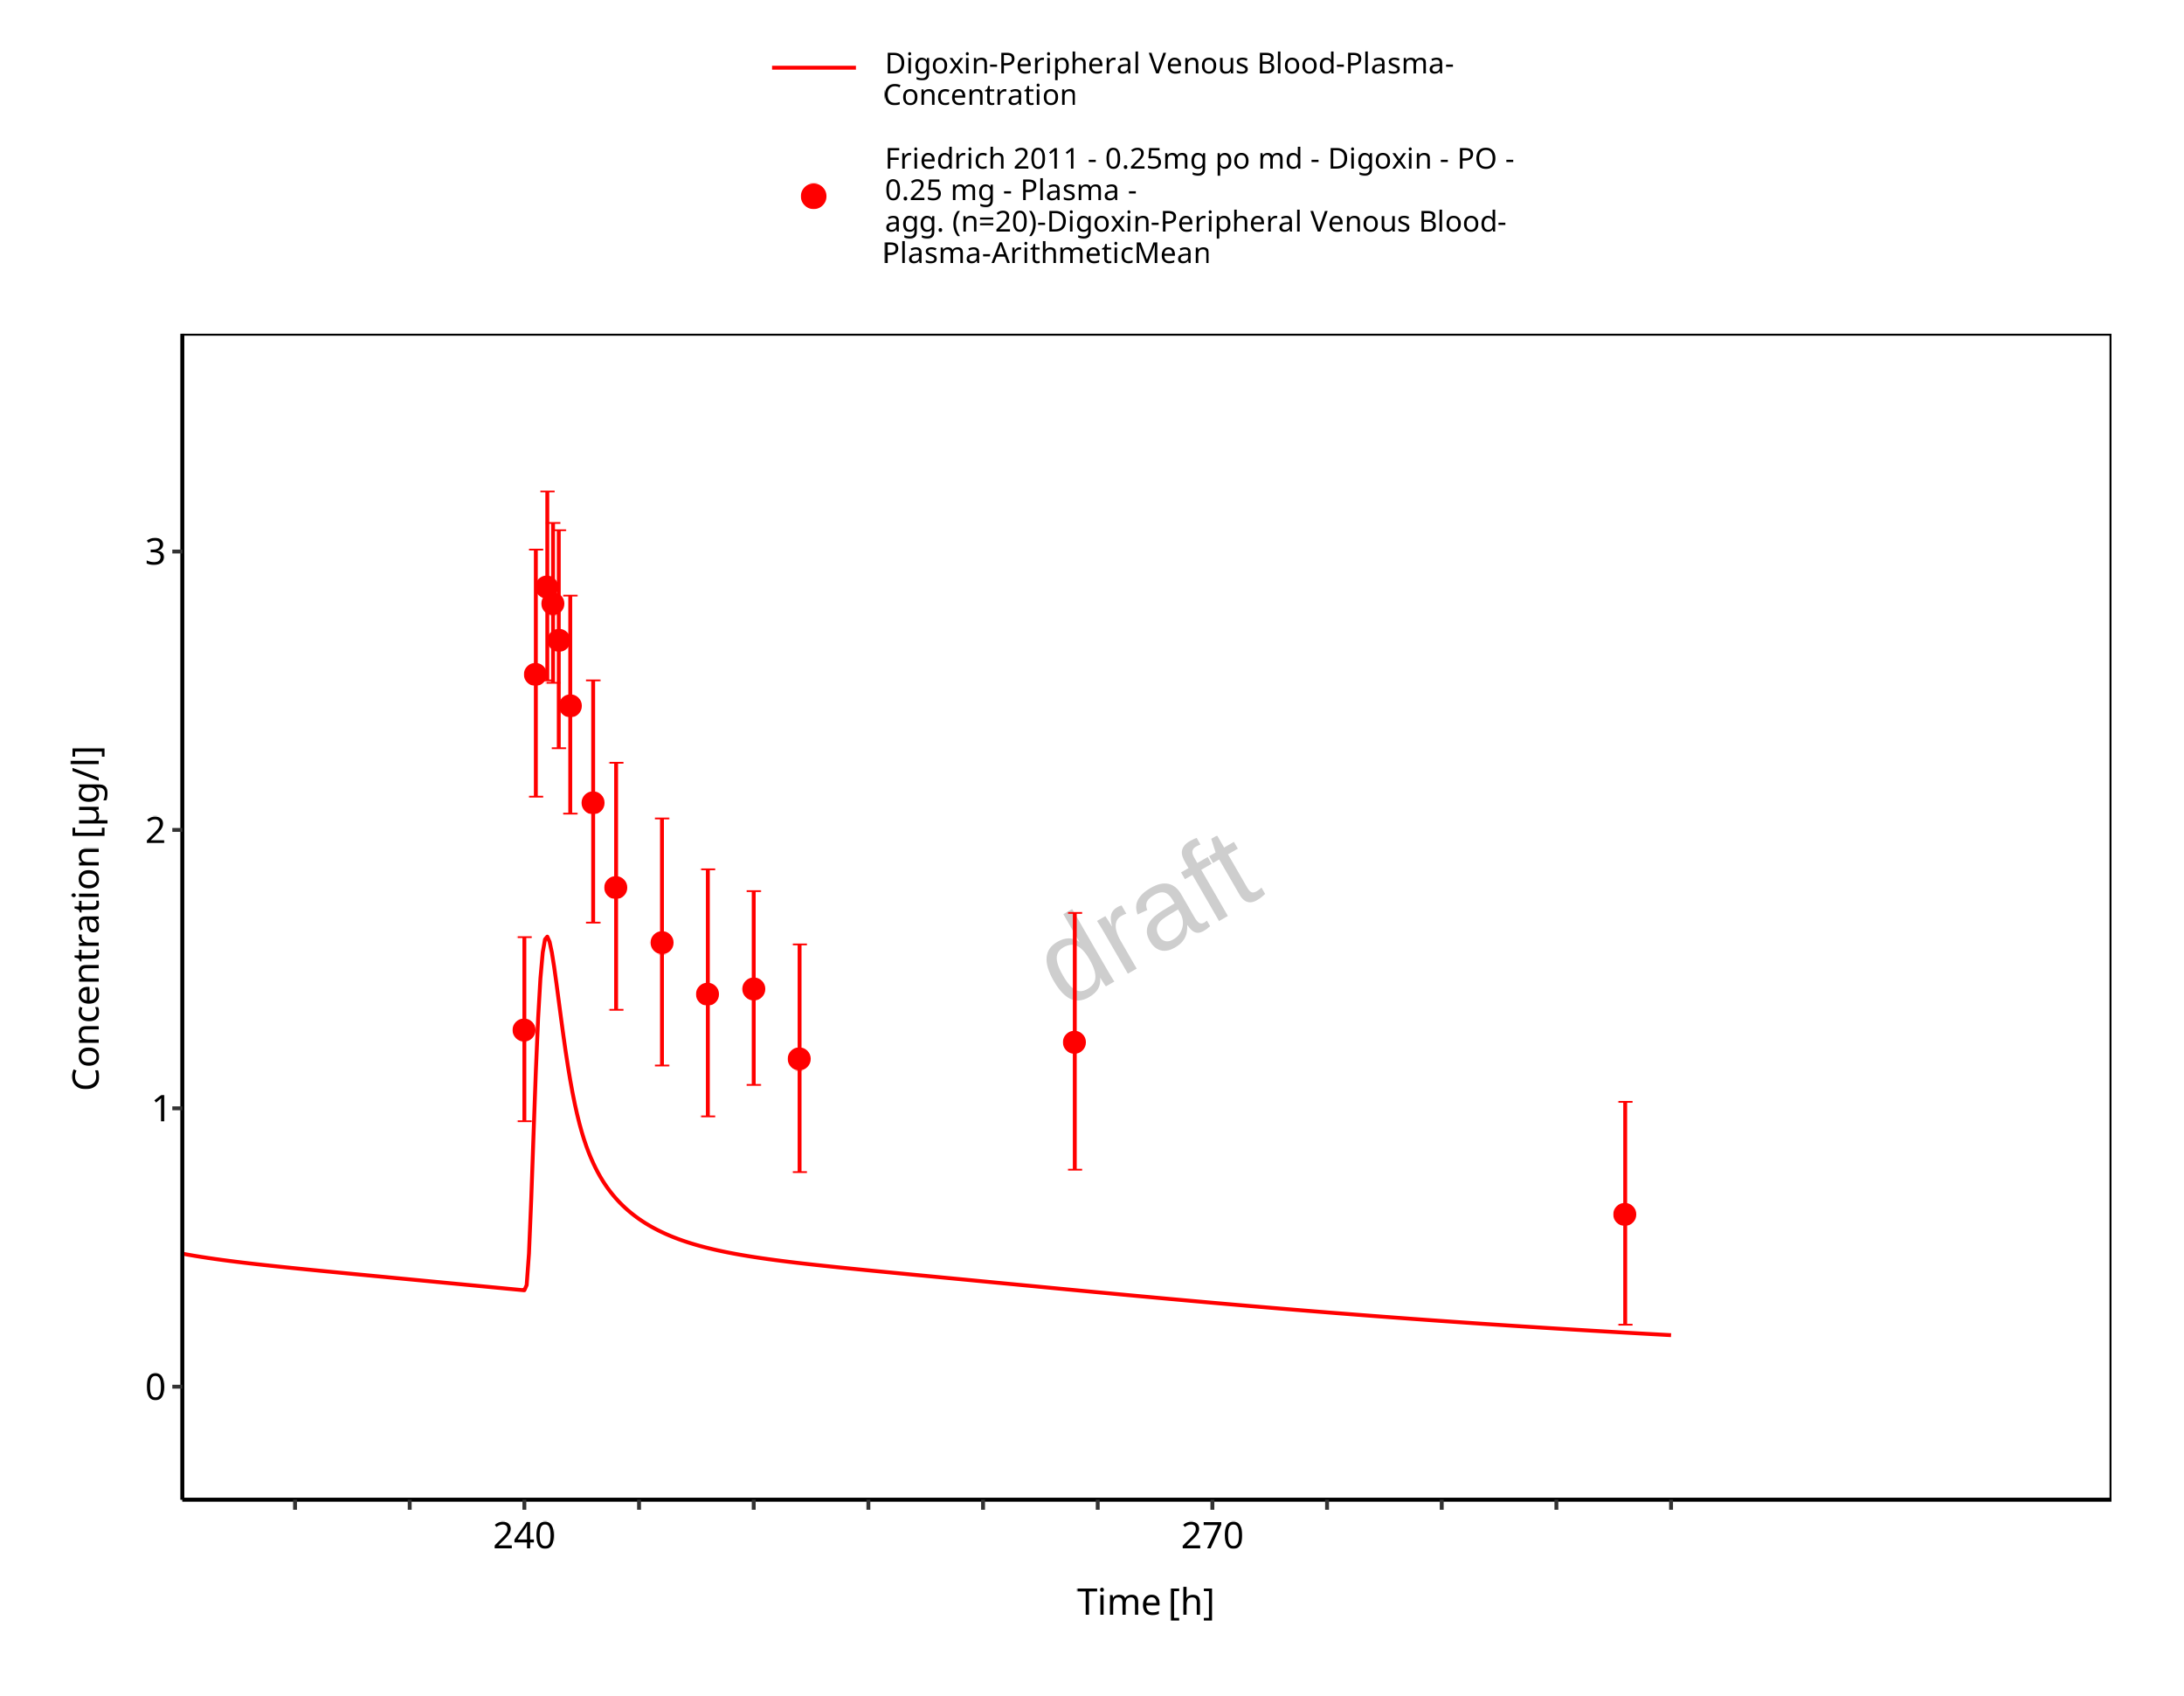 Digoxin-Peripheral Venous Blood-Plasma-
Concentration
Friedrich 2011 - 0.25mg po md - Digoxin - PO -
0.25 mg - Plasma -
agg. (n=20)-Digoxin-Peripheral Venous Blood-
Plasma-ArithmeticMean
3
2
1
0
Concentration [µg/l]
draft
240
270
Time [h]